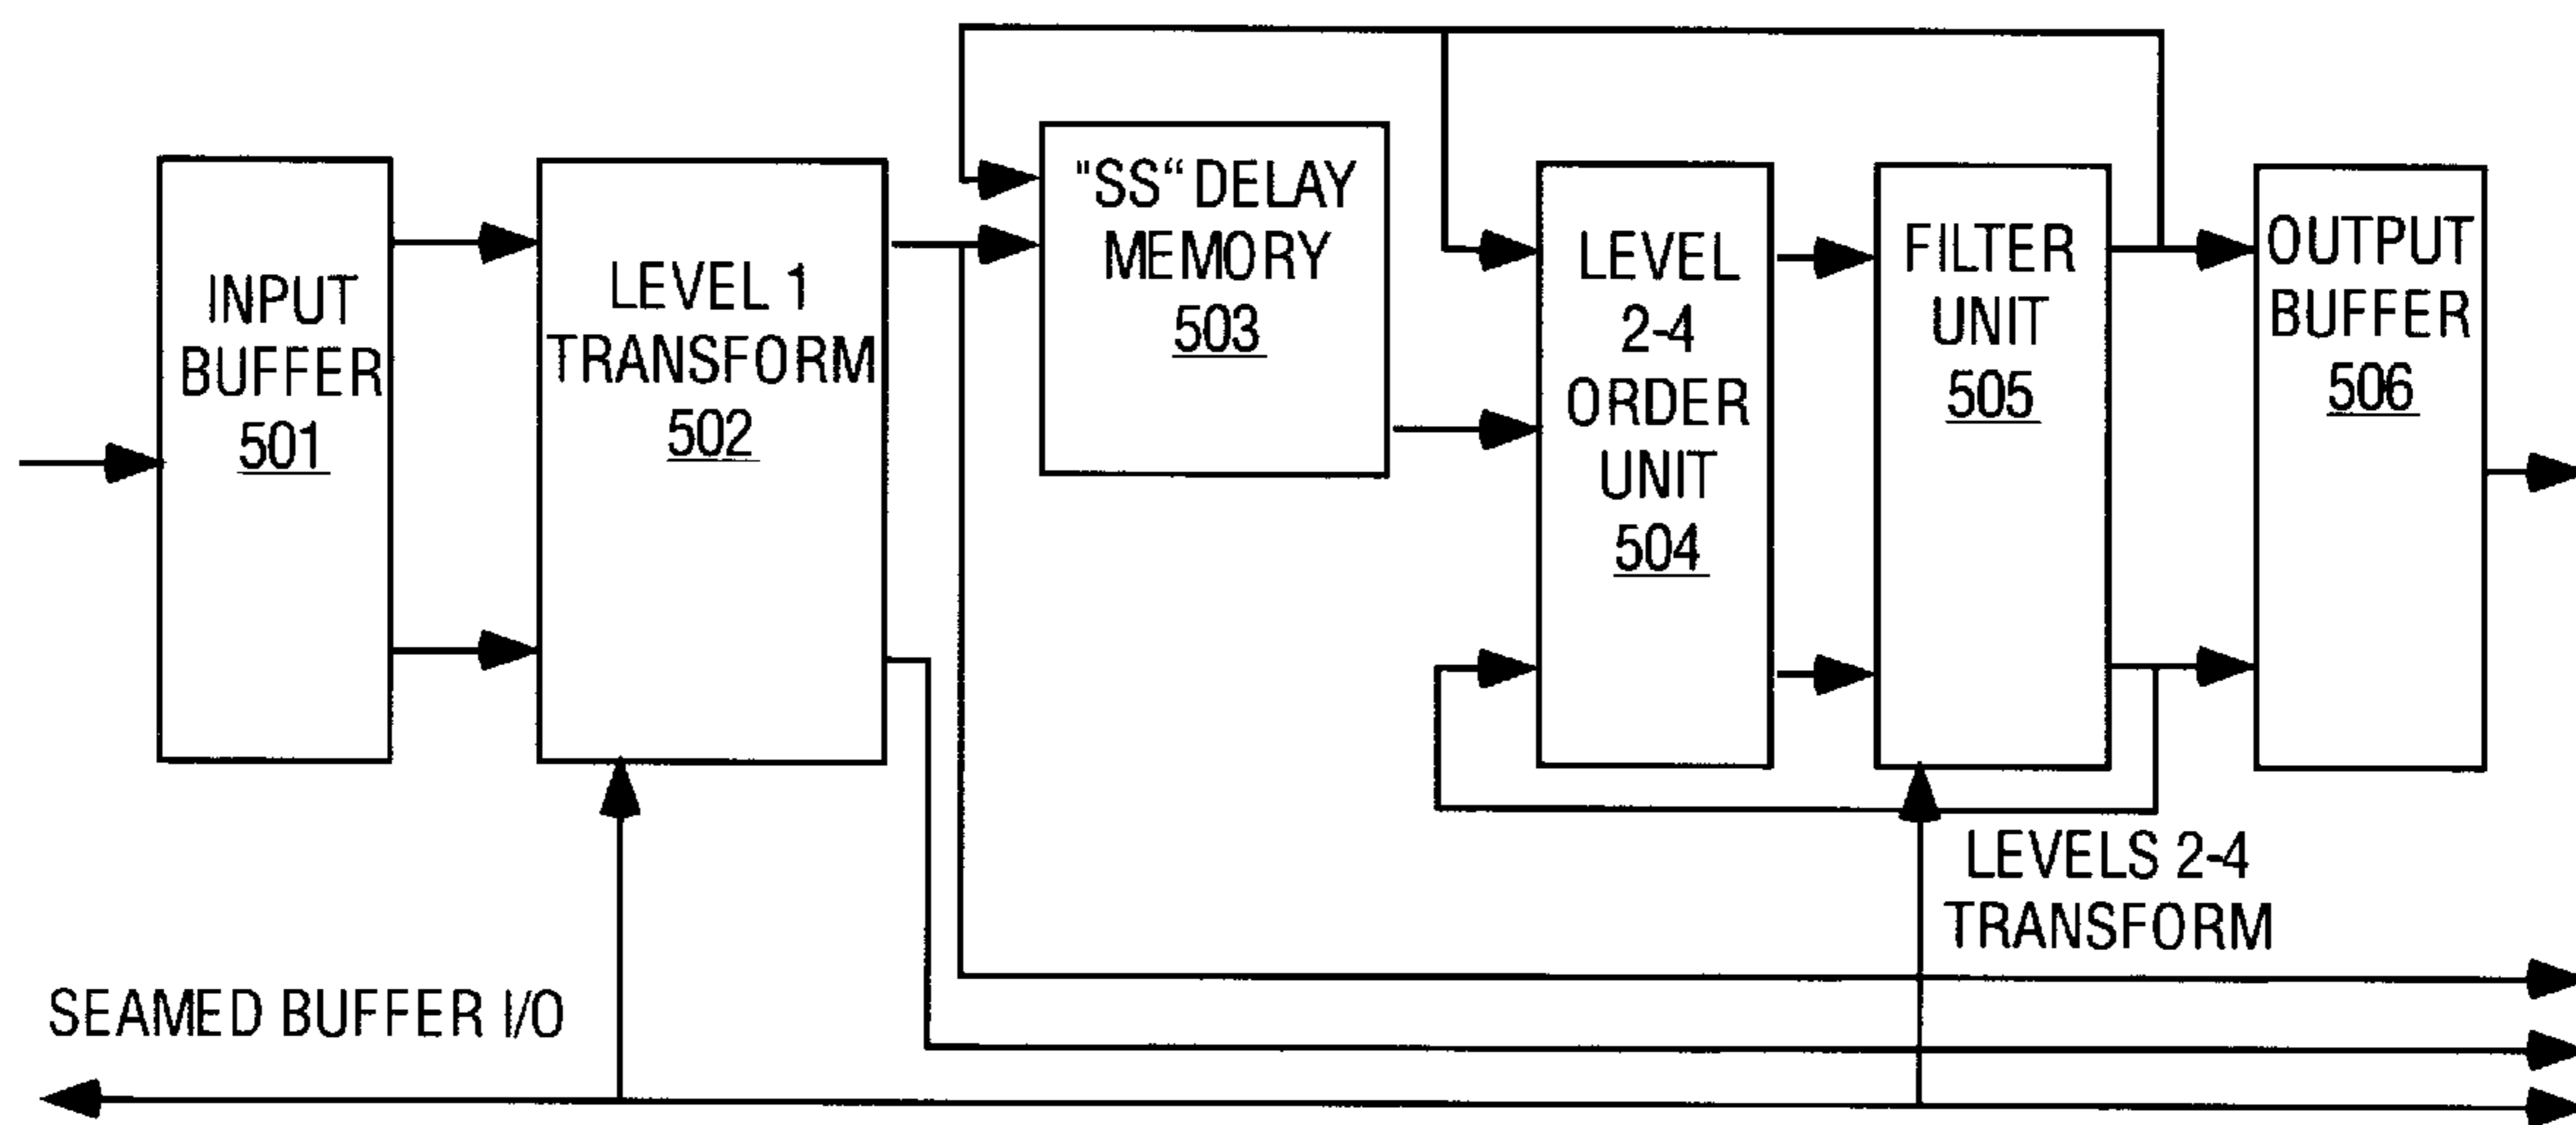 INPUT
BUFFER
501
LEVEL 1
TRANSFORM
502
"SS“ DELAY
MEMORY
503
LEVEL
2-4
ORDER
UNIT
504
FILTER
UNIT
505
OUTPUT
BUFFER
506
LEVELS 2-4
TRANSFORM
SEAMED BUFFER I/O